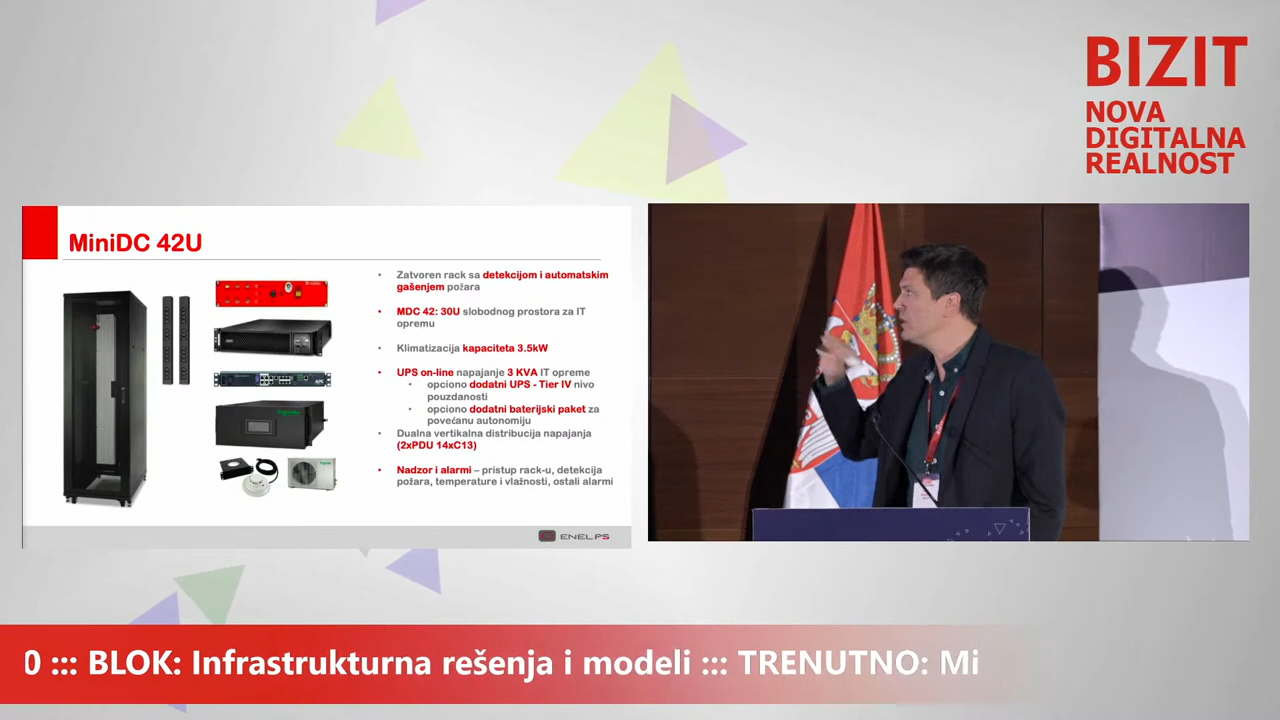 BIZIT
NOVA
DIGITALNA
REALNOST
MiniDC 42U
• Zatvoren rack sa detekcijom i automatskim
gašenjem požara
• MDC 42: 30U slobodnog prostora za IT
opremu
• Klimatizacija kapaciteta 3.5kW
• UPS on-line napajanje 3 KVA IT opreme
• opciono dodatni UPS - Tier IV nivo
pouzdanosti
• opciono dodatni baterijski paket za
povećanu autonomiju
• Dualna vertikalna distribucija napajanja
(2xPDU 14xC13)
• Nadzor i alarmi – pristup rack-u, detekcija
požara, temperature i vlažnosti, ostali alarmi
ENEL PS
0 ::: BLOK: Infrastrukturna rešenja i modeli ::: TRENUTNO: Mi